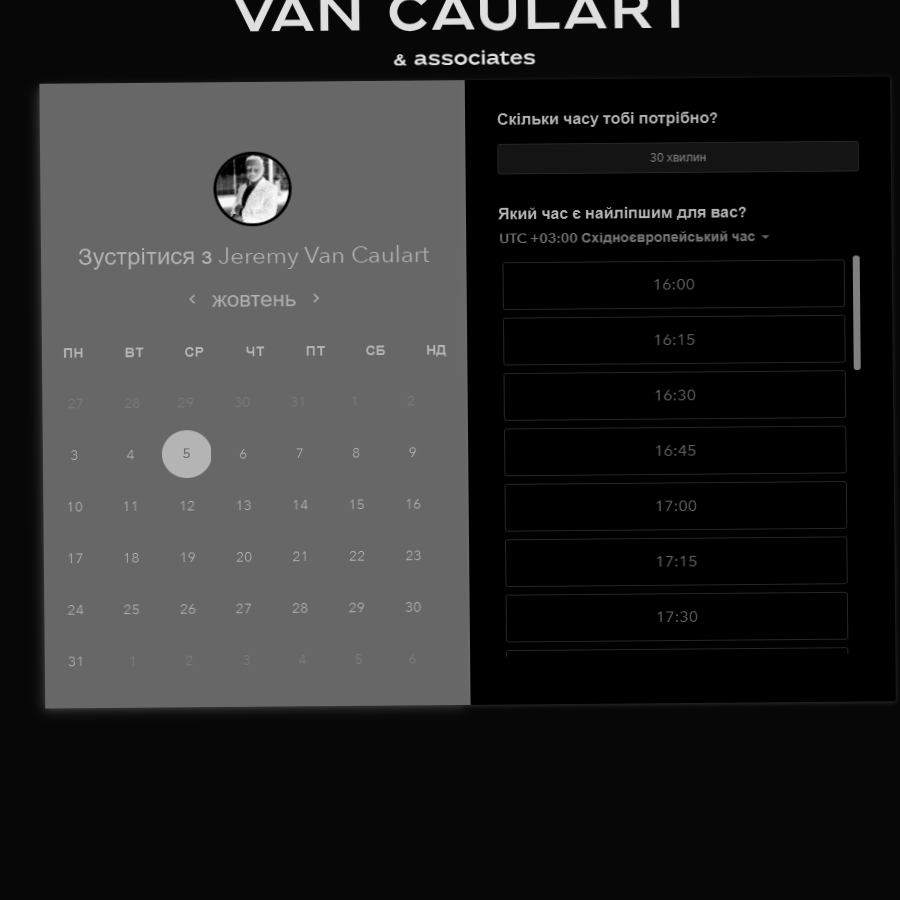 VAN CAULART
& associates
Зустрітися з Jeremy Van Caulart
‹ жовтень ›
ПН ВТ СР ЧТ ПТ СБ НД
27 28 29 30 31 1 2
3 4 5 6 7 8 9
10 11 12 13 14 15 16
17 18 19 20 21 22 23
24 25 26 27 28 29 30
31 1 2 3 4 5 6
Скільки часу тобі потрібно?
30 хвилин
Який час є найліпшим для вас?
UTC +03:00 Східноєвропейський час
16:00
16:15
16:30
16:45
17:00
17:15
17:30